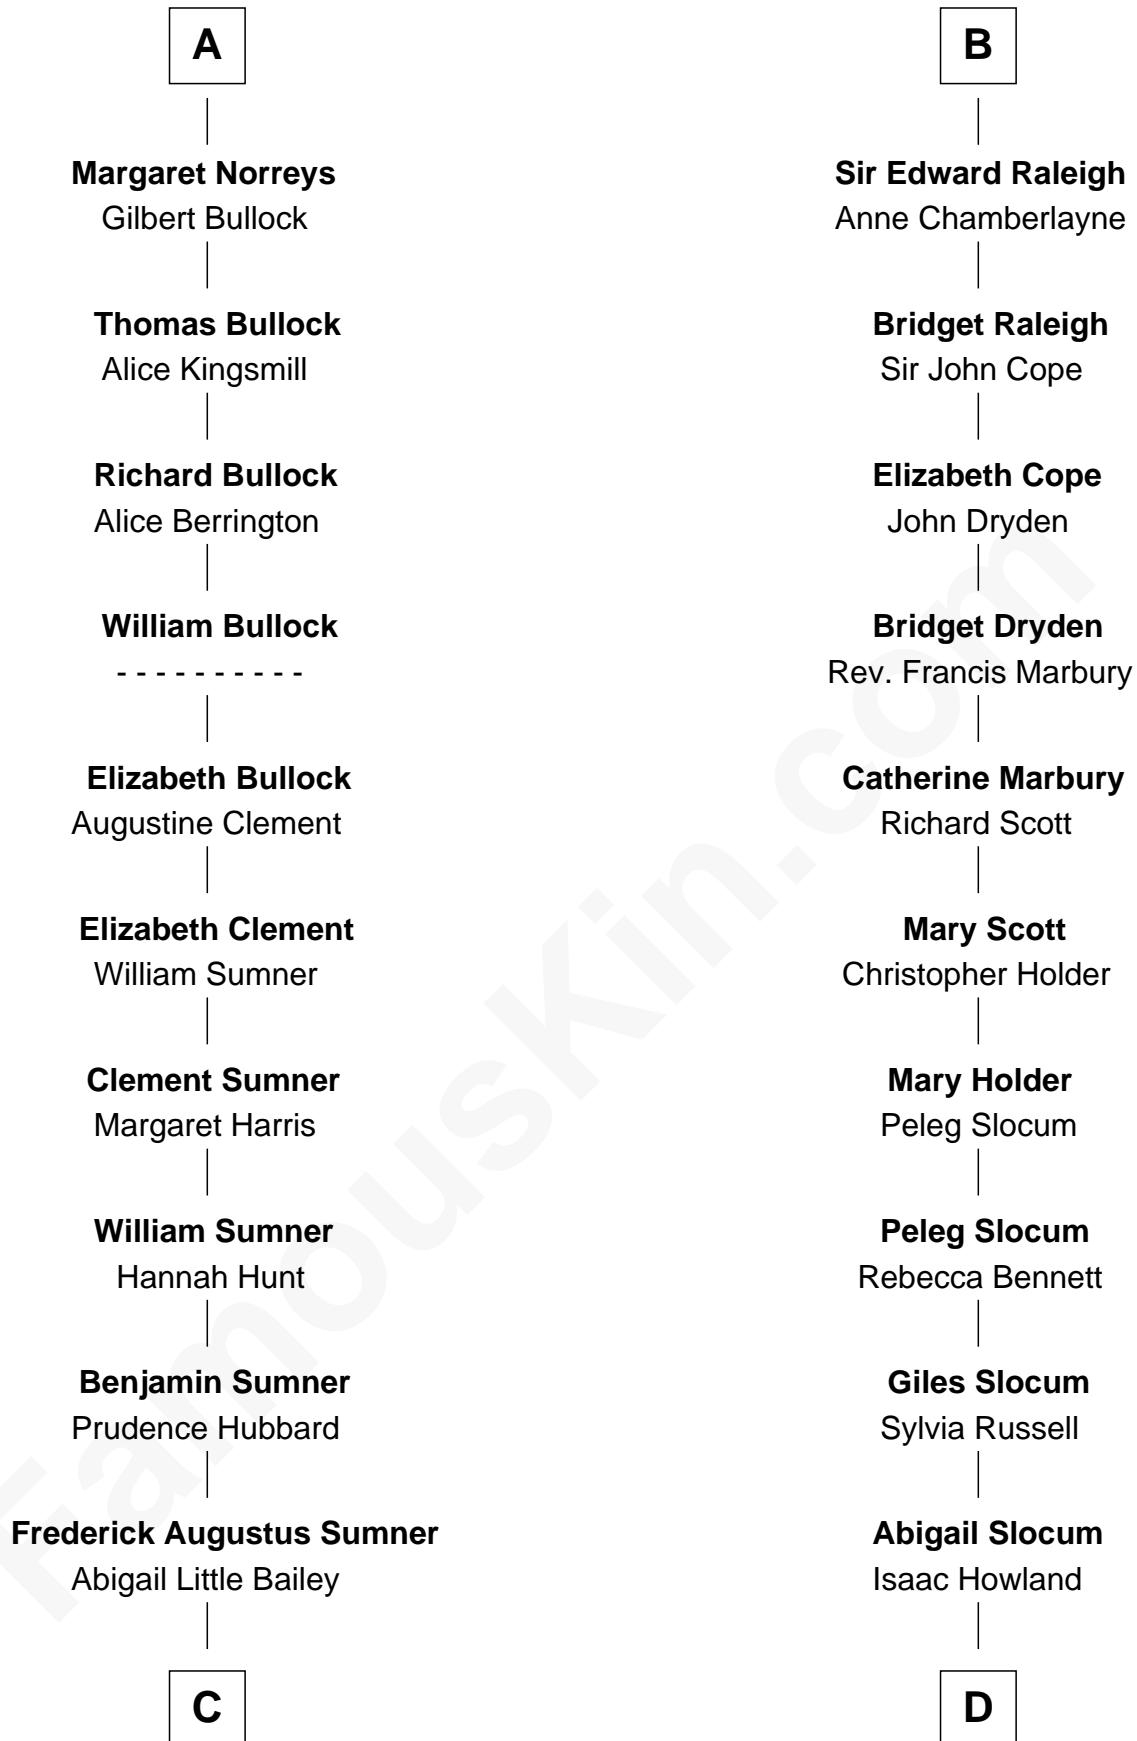 A
Margaret Norreys
Gilbert Bullock
Thomas Bullock
Alice Kingsmill
Richard Bullock
Alice Berrington
William Bullock
- - - - - - - - - -
Elizabeth Bullock
Augustine Clement
Elizabeth Clement
William Sumner
Clement Sumner
Margaret Harris
William Sumner
Hannah Hunt
Benjamin Sumner
Prudence Hubbard
Frederick Augustus Sumner
Abigail Little Bailey
C
B
Sir Edward Raleigh
Anne Chamberlayne
Bridget Raleigh
Sir John Cope
Elizabeth Cope
John Dryden
Bridget Dryden
Rev. Francis Marbury
Catherine Marbury
Richard Scott
Mary Scott
Christopher Holder
Mary Holder
Peleg Slocum
Peleg Slocum
Rebecca Bennett
Giles Slocum
Sylvia Russell
Abigail Slocum
Isaac Howland
D
FamousKin.com